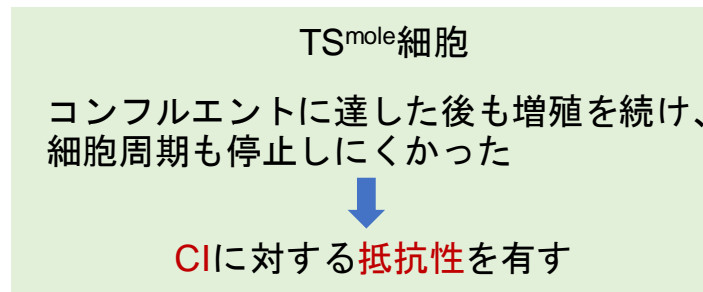 TSmole細胞
コンフルエントに達した後も増殖を続け、
細胞周期も停止しにくかった
CIに対する抵抗性を有す